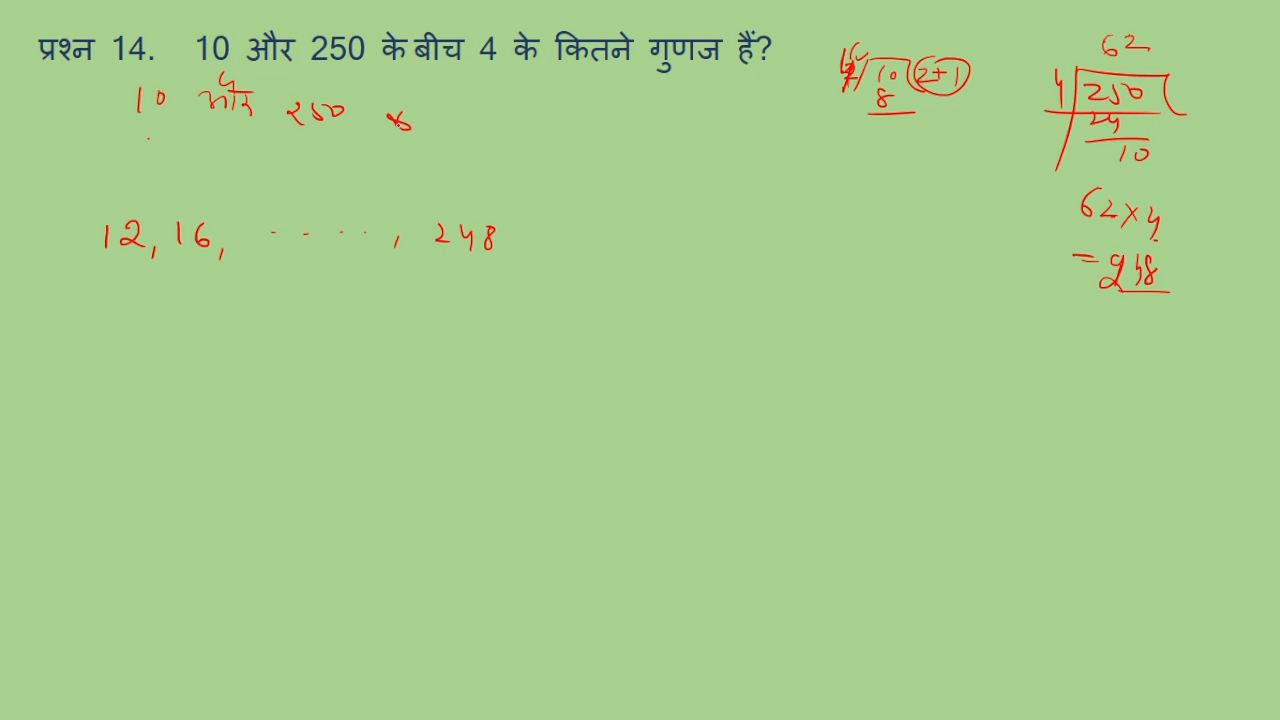 प्रश्न 14. 10 और 250 के बीच 4 के कितने गुणज हैं?
10 और 250
12, 16, ....., 248
10 2+1
8
62
4 250
24
10
62×4
= 248